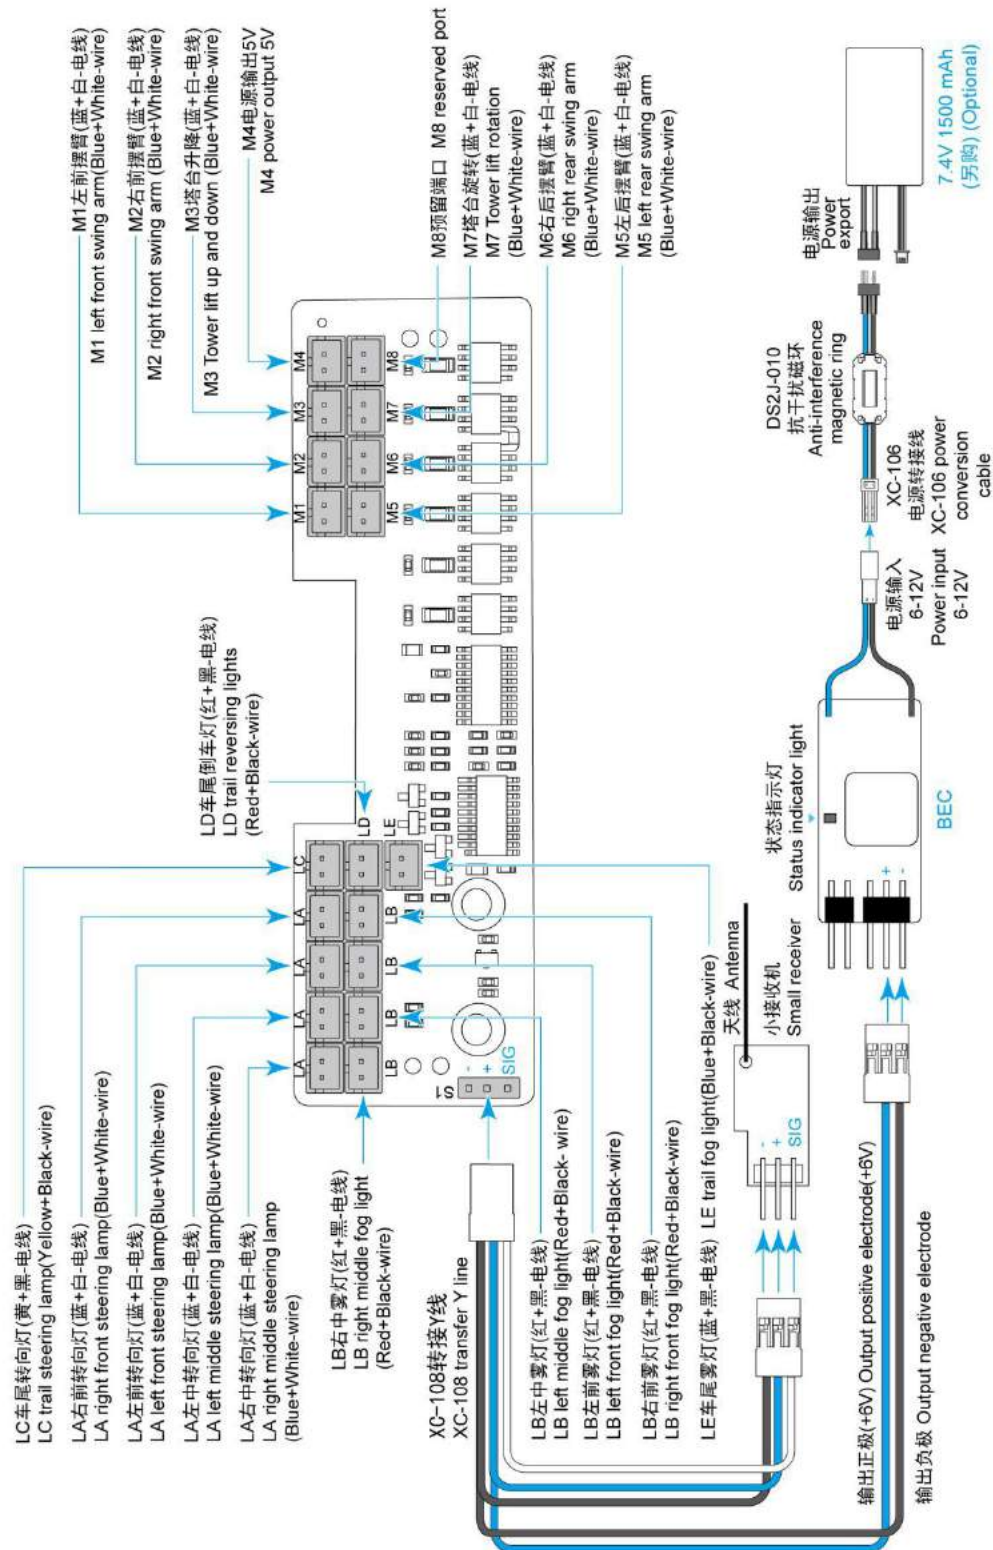 LC车尾转向灯(黄+黑-电线)
LC trail steering lamp(Yellow+Black-wire)
LA右前转向灯(蓝+白-电线)
LA right front steering lamp(Blue+White-wire)
LA左前转向灯(蓝+白-电线)
LA left front steering lamp(Blue+White-wire)
LA左中转向灯(蓝+白-电线)
LA left middle steering lamp(Blue+White-wire)
LA右中转向灯(蓝+白-电线)
LA right middle steering lamp
(Blue+White-wire)
LD车尾倒车灯(红+黑-电线)
LD trail reversing lights
(Red+Black-wire)
M1左前摆臂(蓝+白-电线)
M1 left front swing arm(Blue+White-wire)
M2右前摆臂(蓝+白-电线)
M2 right front swing arm (Blue+White-wire)
M3塔台升降(蓝+白-电线)
M3 Tower lift up and down (Blue+White-wire)
M4电源输出5V
M4 power output 5V
LA
LA
LA
LA
LC
LD
LE
M1
M2
M3
M4
LB
LB
LB
LB
M5
M6
M7
M8
S1
-
+
SIG
LB右中雾灯(红+黑-电线)
LB right middle fog light
(Red+Black-wire)
M8预留端口 M8 reserved port
M7塔台旋转(蓝+白-电线)
M7 Tower lift rotation
(Blue+White-wire)
M6右后摆臂(蓝+白-电线)
M6 right rear swing arm
(Blue+White-wire)
M5左后摆臂(蓝+白-电线)
M5 left rear swing arm
(Blue+White-wire)
XC-108转接Y线
XC-108 transfer Y line
LB左中雾灯(红+黑-电线)
LB left middle fog light(Red+Black- wire)
LB左前雾灯(红+黑-电线)
LB left front fog light(Red+Black-wire)
LB右前雾灯(红+黑-电线)
LB right front fog light(Red+Black-wire)
LE车尾雾灯(蓝+黑-电线) LE trail fog light(Blue+Black-wire)
天线 Antenna
小接收机
Small receiver
-
+
SIG
状态指示灯
Status indicator light
+
-
BEC
电源输入
6-12V
Power input
6-12V
XC-106
电源转接线
XC-106 power
conversion
cable
DS2J-010
抗干扰磁环
Anti-interference
magnetic ring
电源输出
Power
export
7.4V 1500 mAh
(另购) (Optional)
输出正极(+6V) Output positive electrode(+6V)
输出负极 Output negative electrode